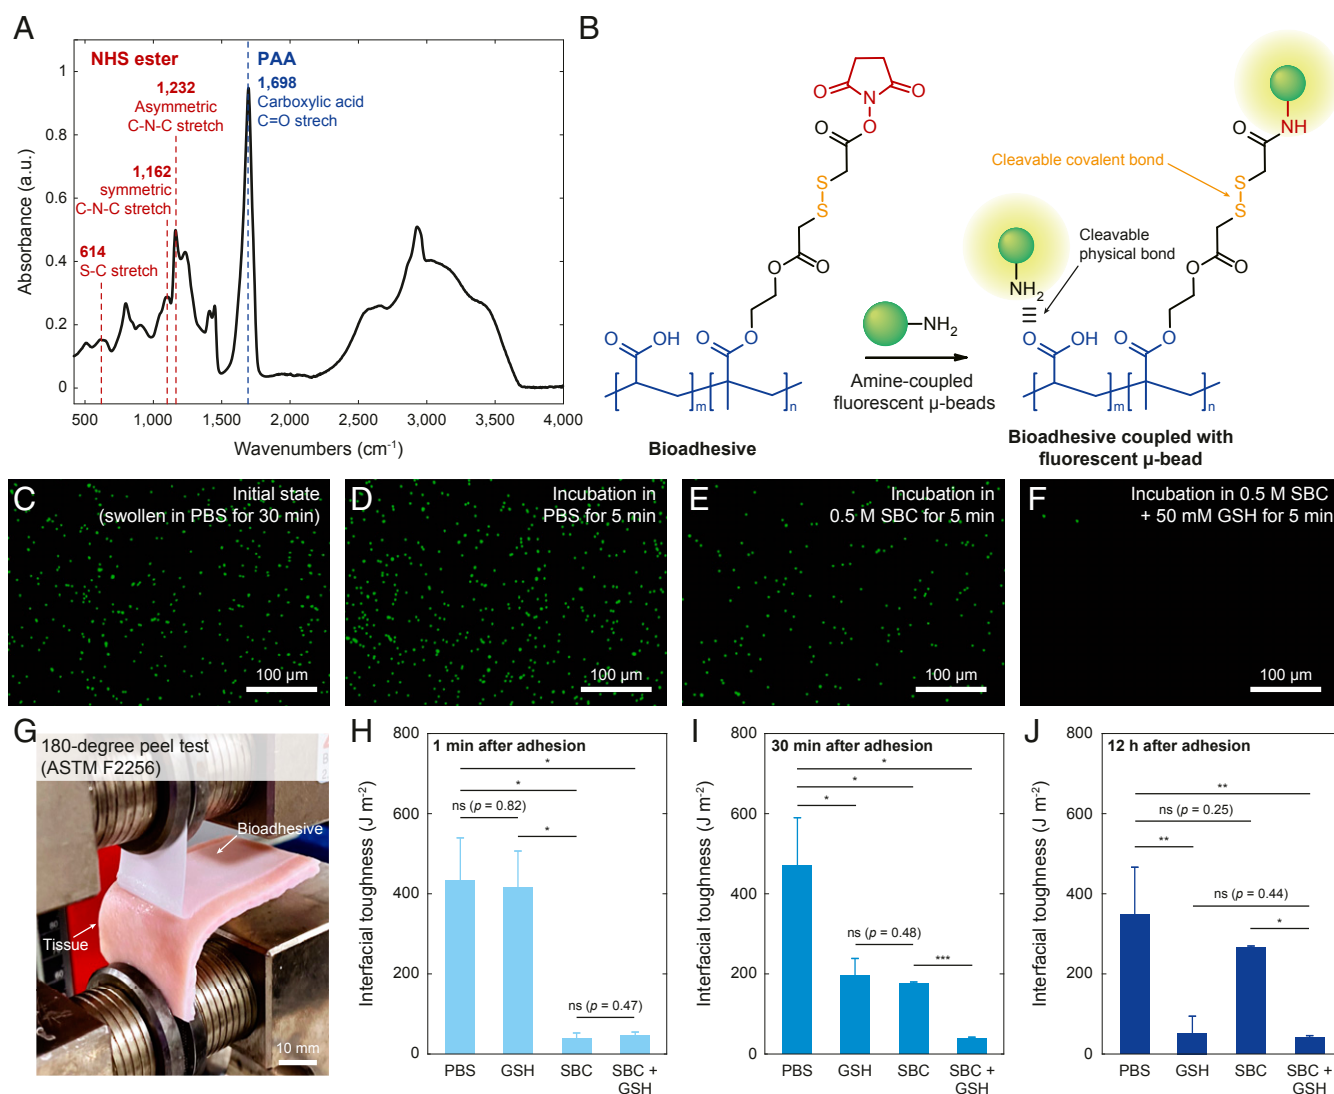 A
NHS ester
PAA
1,232
Asymmetric
C-N-C stretch
1,698
Carboxylic acid
C=O strech
1,162
symmetric
C-N-C stretch
614
S-C stretch
Absorbance (a.u.)
1
0.8
0.6
0.4
0.2
0
500 1,000 1,500 2,000 2,500 3,000 3,500 4,000
Wavenumbers (cm⁻¹)
B
O N O
O O
S
S
O O
O
O
O OH
m n
Bioadhesive
NH₂
Amine-coupled
fluorescent µ-beads
Cleavable covalent bond
Cleavable
physical bond
NH₂
O NH
S
S
O O
O
O
O OH
m n
Bioadhesive coupled with
fluorescent µ-bead
C
Initial state
(swollen in PBS for 30 min)
100 µm
D
Incubation in
PBS for 5 min
100 µm
E
Incubation in
0.5 M SBC for 5 min
100 µm
F
Incubation in 0.5 M SBC
+ 50 mM GSH for 5 min
100 µm
G
180-degree peel test
(ASTM F2256)
Bioadhesive
Tissue
10 mm
H
1 min after adhesion
Interfacial toughness (J m⁻²)
800
600
400
200
0
*
*
ns (p = 0.82)
*
ns (p = 0.47)
PBS GSH SBC SBC +
GSH
I
30 min after adhesion
Interfacial toughness (J m⁻²)
800
600
400
200
0
*
*
*
ns (p = 0.48)
***
PBS GSH SBC SBC +
GSH
J
12 h after adhesion
Interfacial toughness (J m⁻²)
800
600
400
200
0
**
ns (p = 0.25)
**
ns (p = 0.44)
*
PBS GSH SBC SBC +
GSH